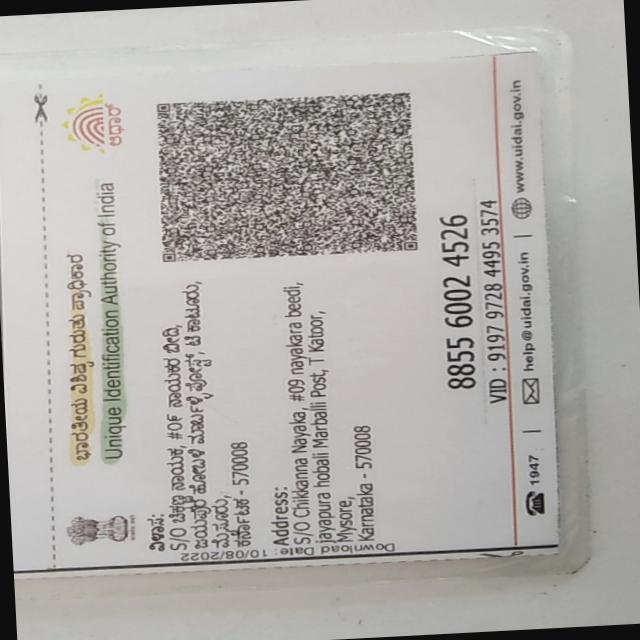 ಆಧಾರ್
ಭಾರತೀಯ ವಿಶಿಷ್ಟ ಗುರುತು ಪ್ರಾಧಿಕಾರ
Unique Identification Authority of India
ವಿಳಾಸ:
S/O ಚಿಕ್ಕಣ್ಣ ನಾಯಕ, #೦೯ ನಾಯಕರ ಬೀದಿ,
ಜಯಪುರ ಹೋಬಳಿ ಮಾರ್ಬಳ್ಳಿ ಪೋಸ್ಟ್, ಟಿ ಕಾಟೂರು,
ಮೈಸೂರು,
ಕರ್ನಾಟಕ - 570008
Address:
S/O Chikkanna Nayaka, #09 nayakara beedi,
jayapura hobali Marballi Post, T Katoor,
Mysore,
Karnataka - 570008
Download Date: 10/08/2022
8855 6002 4526
VID : 9197 9728 4495 3574
1947 | help@uidai.gov.in | www.uidai.gov.in